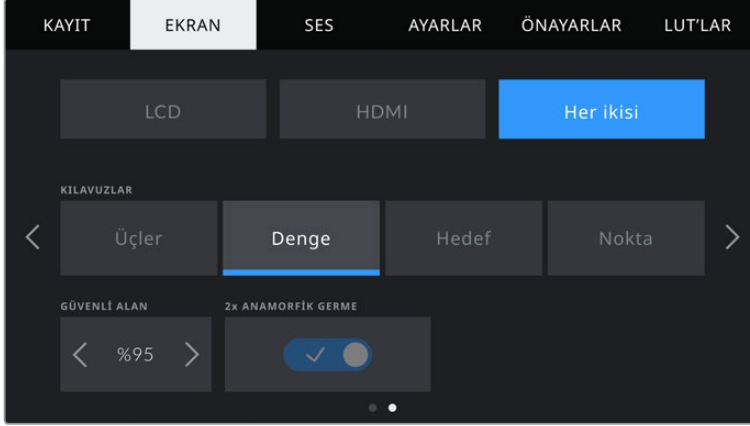 KAYIT EKRAN SES AYARLAR ÖNAYARLAR LUT'LAR
LCD HDMI Her ikisi
KILAVUZLAR
Üçler Denge Hedef Nokta
GÜVENLİ ALAN 2x ANAMORFİK GERME
%95